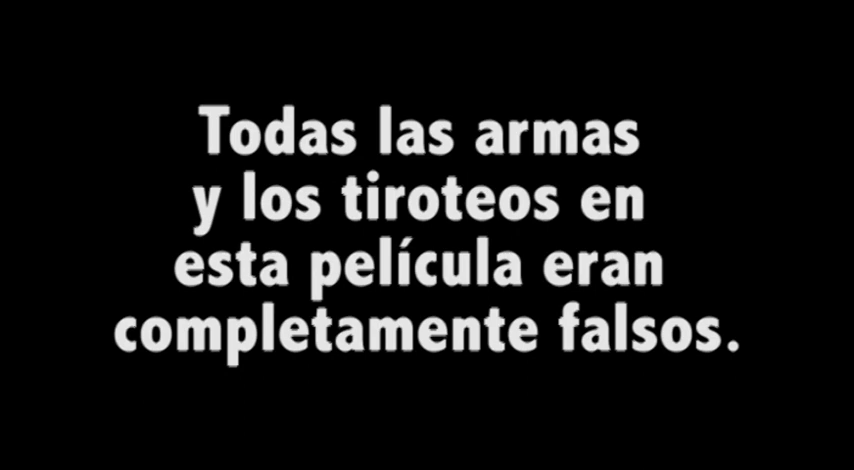 Todas las armas
y los tiroteos en
esta película eran
completamente falsos.